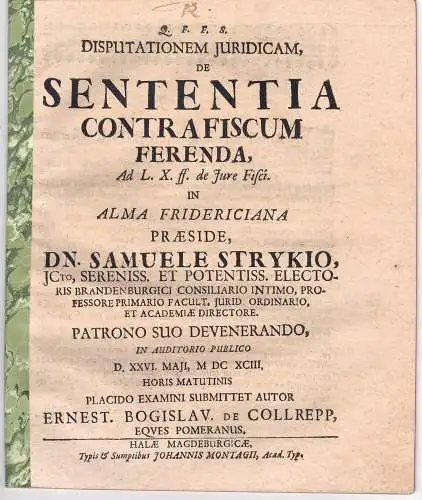 Q. F. F. S.
DISPUTATIONEM JURIDICAM,
DE
SENTENTIA
CONTRA FISCUM
FERENDA,
Ad L. X. ff. de Jure Fisci.
IN
ALMA FRIDERICIANA
PRÆSIDE,
DN. SAMUELE STRYKIO,
JCTO, SERENISS. ET POTENTISS. ELECTO-
RIS BRANDENBURGICI CONSILIARIO INTIMO, PRO-
FESSORE PRIMARIO FACULT. JURID. ORDINARIO,
ET ACADEMIÆ DIRECTORE.
PATRONO SUO DEVENERANDO,
IN AUDITORIO PUBLICO
D. XXVI. MAJI, M DC XCIII,
HORIS MATUTINIS
PLACIDO EXAMINI SUBMITTET AUTOR
ERNEST. BOGISLAV. DE COLLREPP,
EQVES POMERANUS.
HALÆ MAGDEBURGICÆ,
Typis & Sumptibus JOHANNIS MONTAGII, Acad. Typ.